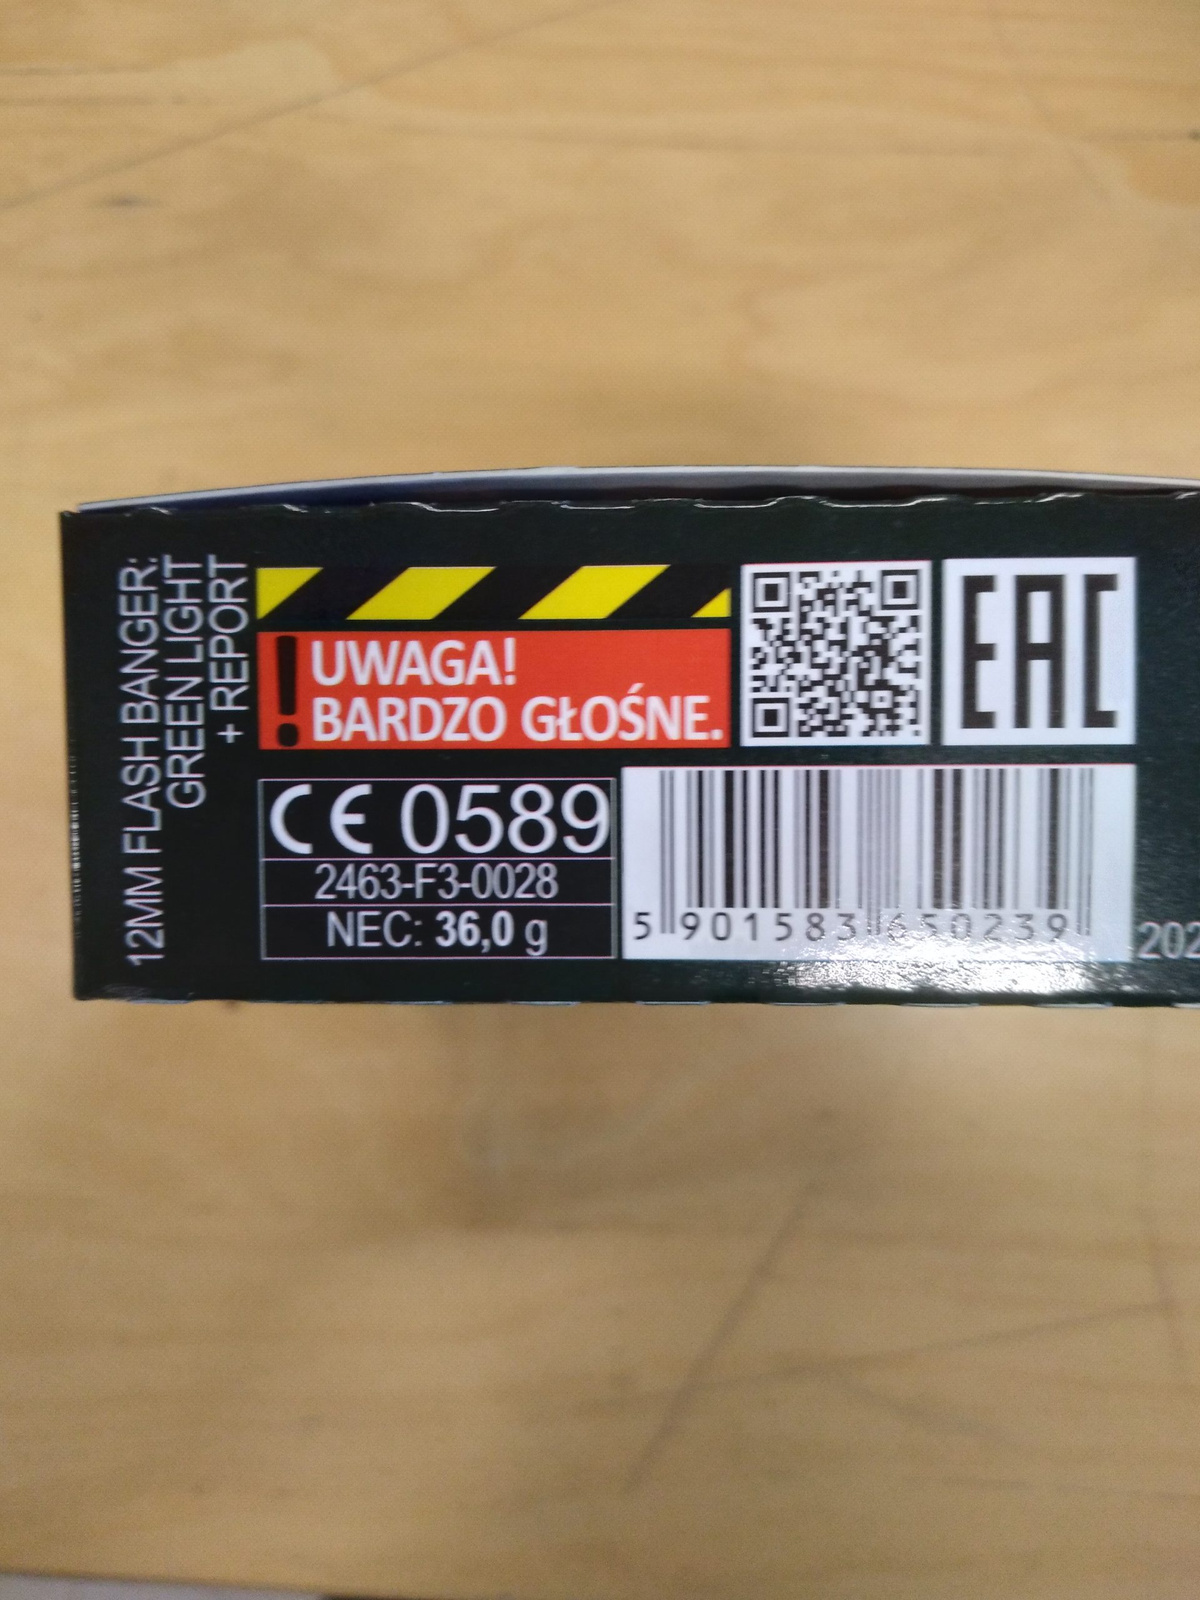 12MM FLASH BANGER:
GREEN LIGHT
+ REPORT
! UWAGA!
BARDZO GŁOŚNE.
EAC
CE 0589
2463-F3-0028
NEC: 36,0 g
5 901583 650239
202